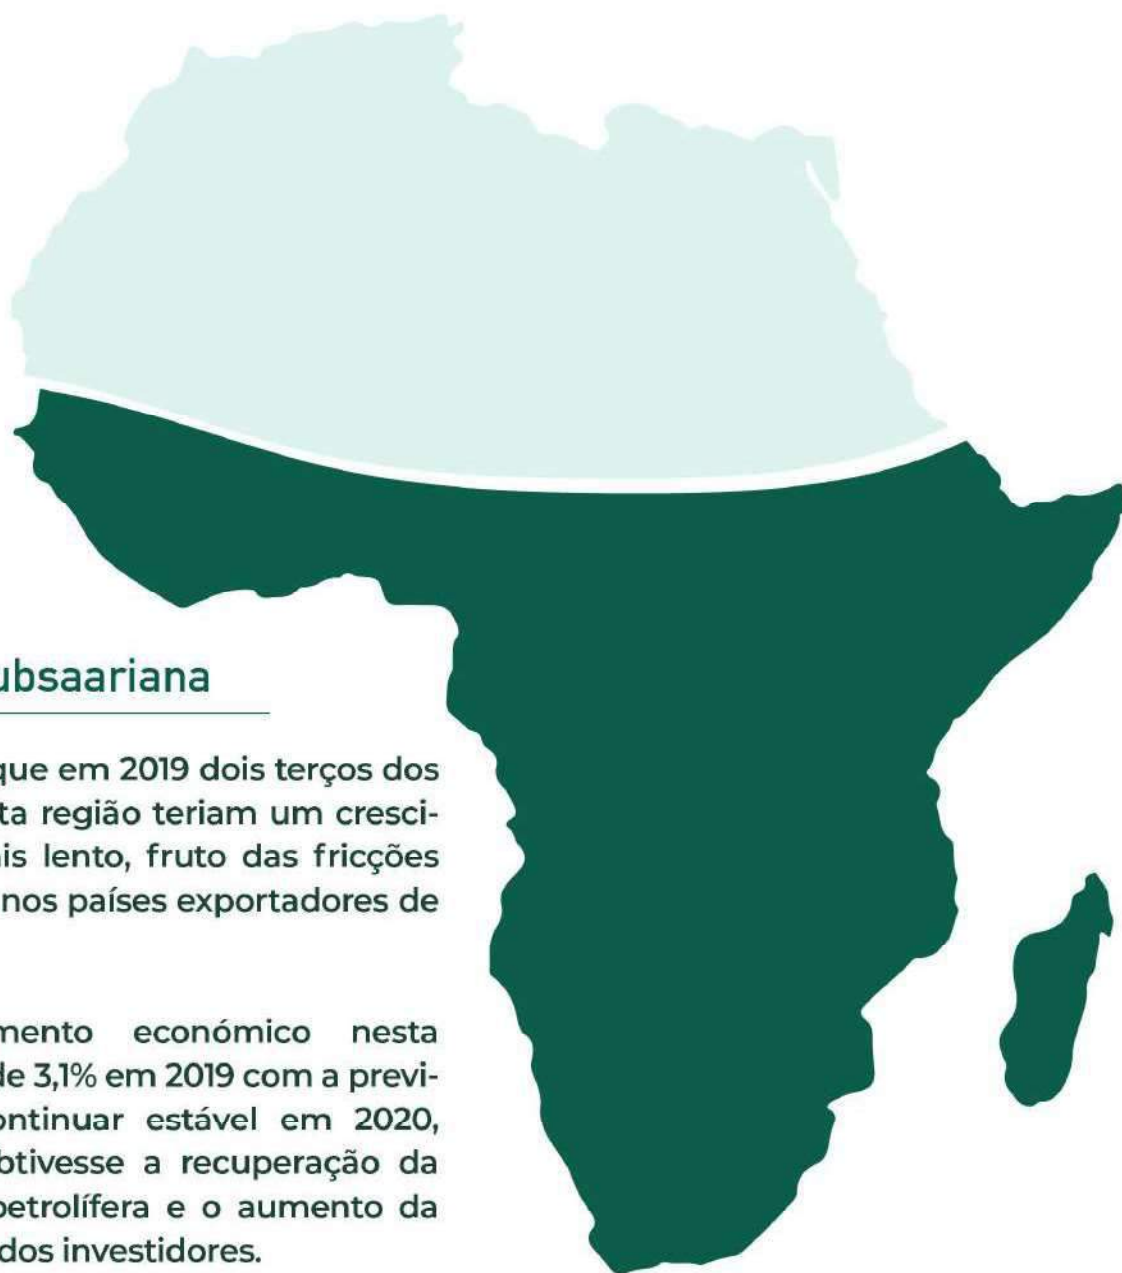 ubsaariana
que em 2019 dois terços dos
ta região teriam um cresci-
is lento, fruto das fricções
nos países exportadores de
mento económico nesta
de 3,1% em 2019 com a previ-
ontinuar estável em 2020,
btivesse a recuperação da
petrolífera e o aumento da
dos investidores.